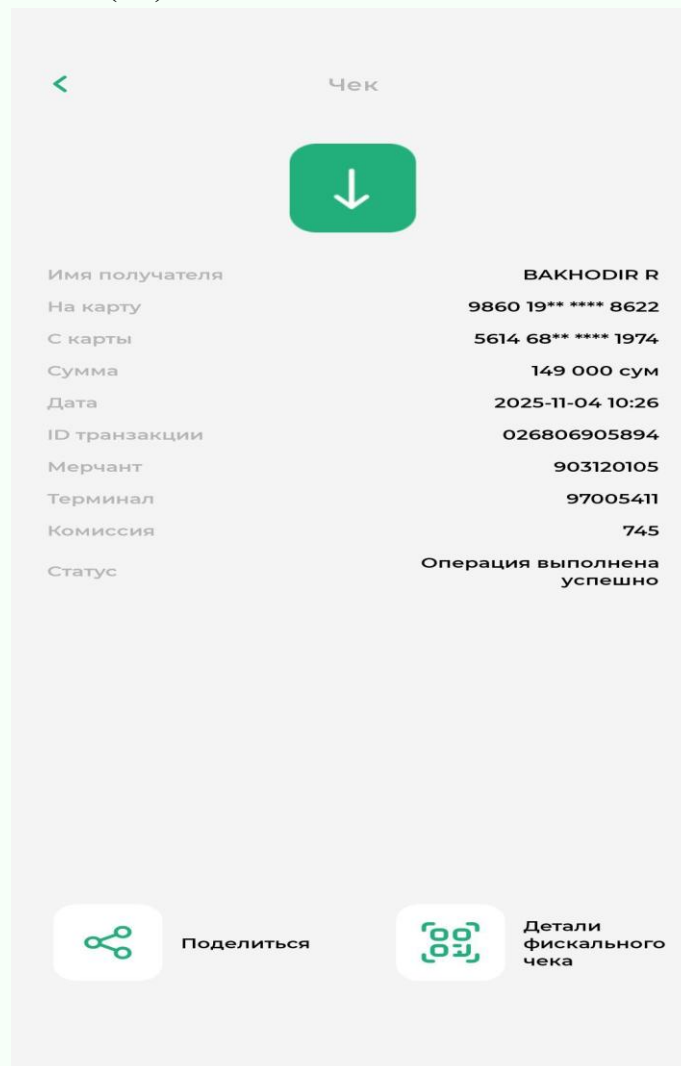 Чек
Имя получателя BAKHODIR R
На карту 9860 19** **** 8622
С карты 5614 68** **** 1974
Сумма 149 000 сум
Дата 2025-11-04 10:26
ID транзакции 026806905894
Мерчант 903120105
Терминал 97005411
Комиссия 745
Статус Операция выполнена
успешно
Поделиться
Детали
фискального
чека